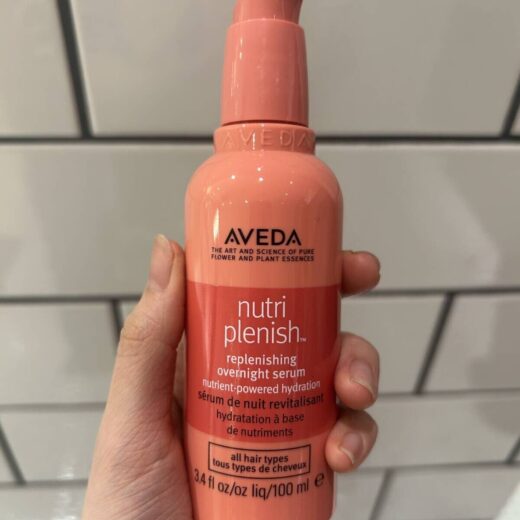 AVEDA
AVEDA
THE ART AND SCIENCE OF PURE
FLOWER AND PLANT ESSENCES
nutri
plenish™
replenishing
overnight serum
nutrient-powered hydration
sérum de nuit revitalisant
hydratation à base
de nutriments
all hair types
tous types de cheveux
3.4 fl oz/oz liq/100 ml ℮